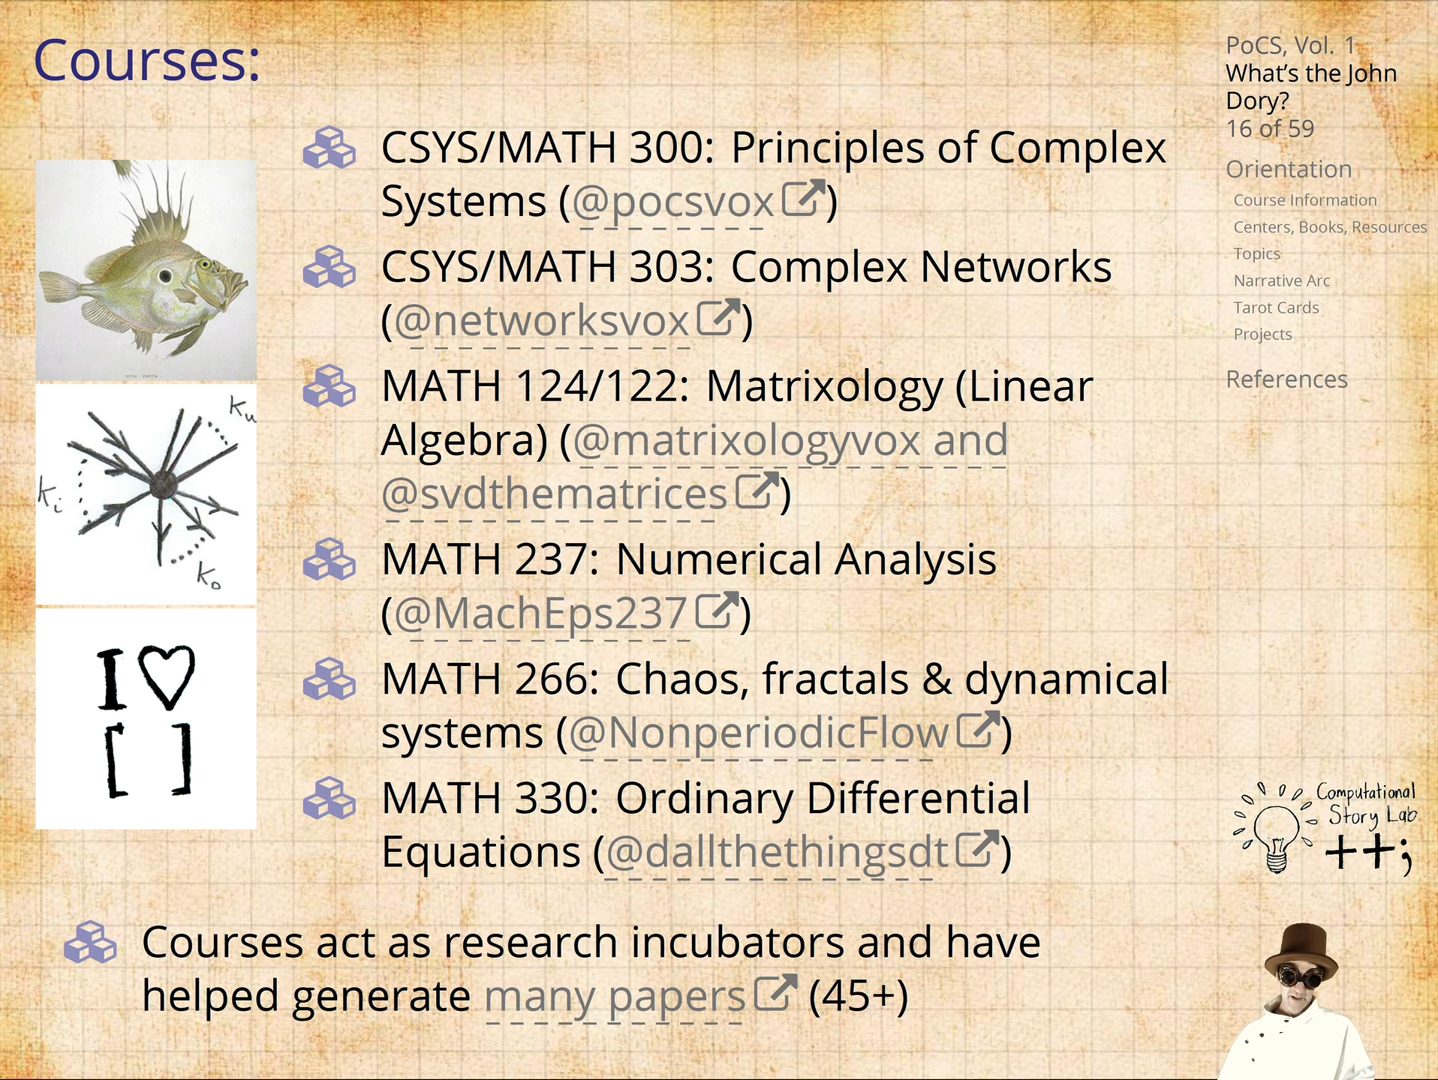 Courses:
CSYS/MATH 300: Principles of Complex
Systems (@pocsvox)
CSYS/MATH 303: Complex Networks
(@networksvox)
MATH 124/122: Matrixology (Linear
Algebra) (@matrixologyvox and
@svdthematrices)
MATH 237: Numerical Analysis
(@MachEps237)
MATH 266: Chaos, fractals & dynamical
systems (@NonperiodicFlow)
MATH 330: Ordinary Differential
Equations (@dallthethingsdt)
Courses act as research incubators and have
helped generate many papers (45+)
k_u
k_i
k_o
I ♡
[ ]
PoCS, Vol. 1
What's the John
Dory?
16 of 59
Orientation
Course Information
Centers, Books, Resources
Topics
Narrative Arc
Tarot Cards
Projects
References
Computational
Story Lab
++;